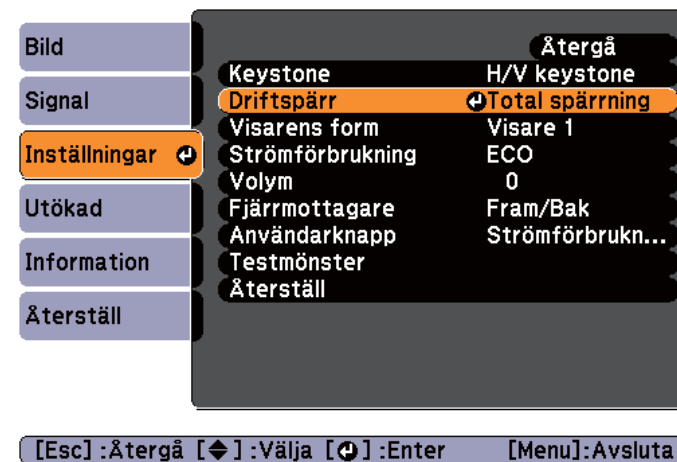 Bild
Signal
Inställningar
Utökad
Information
Återställ
Återgå
Keystone H/V keystone
Driftspärr Total spärrning
Visarens form Visare 1
Strömförbrukning ECO
Volym 0
Fjärrmottagare Fram/Bak
Användarknapp Strömförbrukn...
Testmönster
Återställ
[Esc] :Återgå [◆] :Välja [⏎] :Enter [Menu]:Avsluta